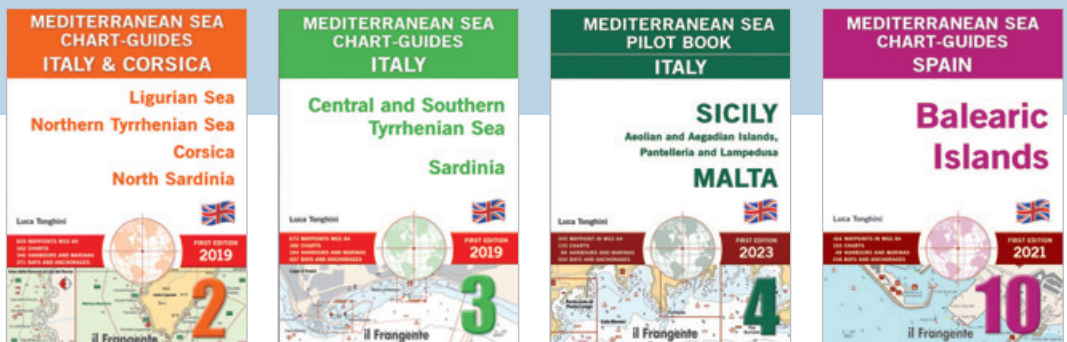 MEDITERRANEAN SEA
CHART-GUIDES
ITALY & CORSICA
Ligurian Sea
Northern Tyrrhenian Sea
Corsica
North Sardinia
Luca Tonghini
FIRST EDITION
2019
2
il Frangente
MEDITERRANEAN SEA
CHART-GUIDES
ITALY
Central and Southern
Tyrrhenian Sea
Sardinia
Luca Tonghini
673 WAYPOINTS WGS 84
FIRST EDITION
2019
3
il Frangente
MEDITERRANEAN SEA
PILOT BOOK
ITALY
SICILY
Aeolian and Aegadian Islands,
Pantelleria and Lampedusa
MALTA
Luca Tonghini
FIRST EDITION
2023
4
il Frangente
MEDITERRANEAN SEA
CHART-GUIDES
SPAIN
Balearic
Islands
Luca Tonghini
FIRST EDITION
2021
10
il Frangente